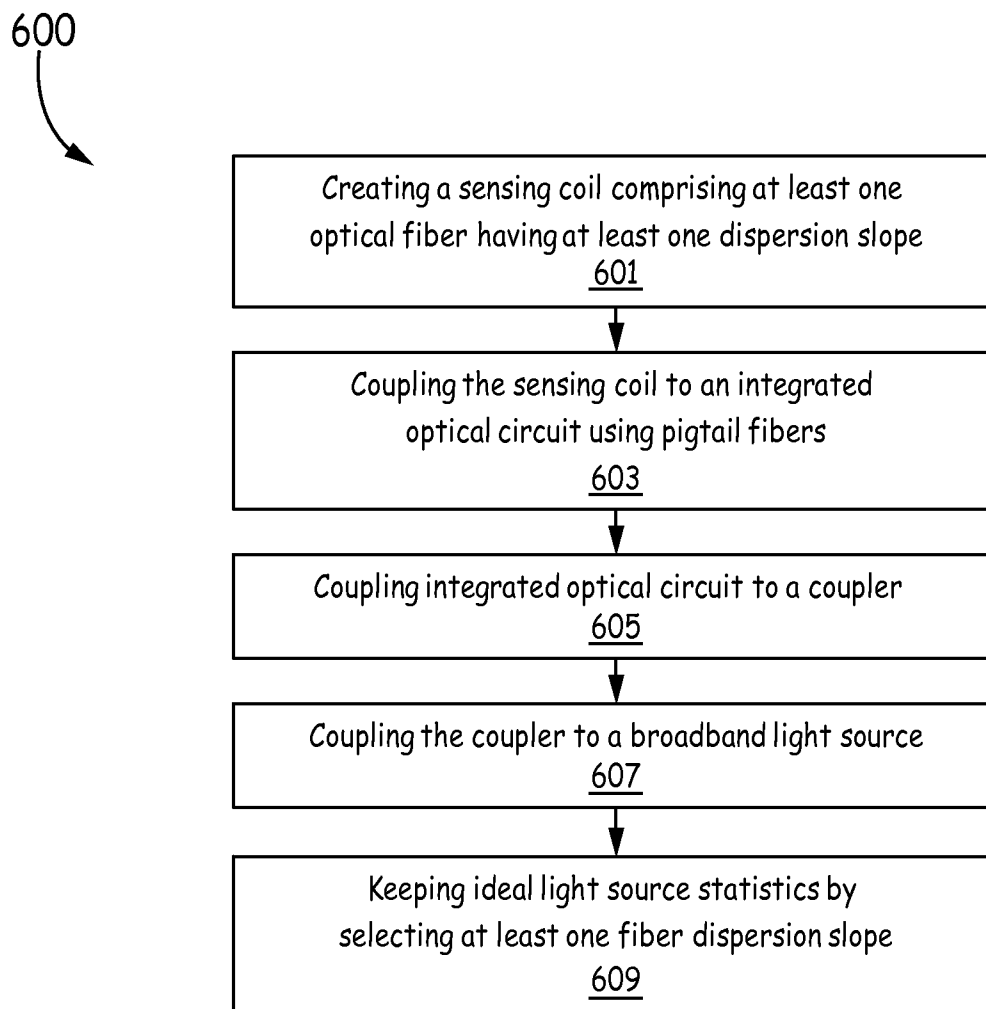 600
Creating a sensing coil comprising at least one
optical fiber having at least one dispersion slope
601
Coupling the sensing coil to an integrated
optical circuit using pigtail fibers
603
Coupling integrated optical circuit to a coupler
605
Coupling the coupler to a broadband light source
607
Keeping ideal light source statistics by
selecting at least one fiber dispersion slope
609